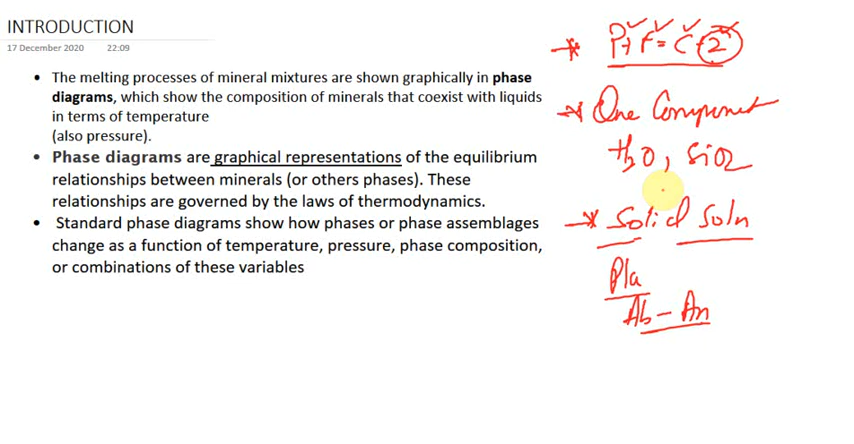 INTRODUCTION
17 December 2020 22:09
• The melting processes of mineral mixtures are shown graphically in phase
diagrams, which show the composition of minerals that coexist with liquids
in terms of temperature
(also pressure).
• Phase diagrams are graphical representations of the equilibrium
relationships between minerals (or others phases). These
relationships are governed by the laws of thermodynamics.
• Standard phase diagrams show how phases or phase assemblages
change as a function of temperature, pressure, phase composition,
or combinations of these variables
P+F=C+2
One Component
H2O, SiO2
Solid Soln
Pla
Ab - An